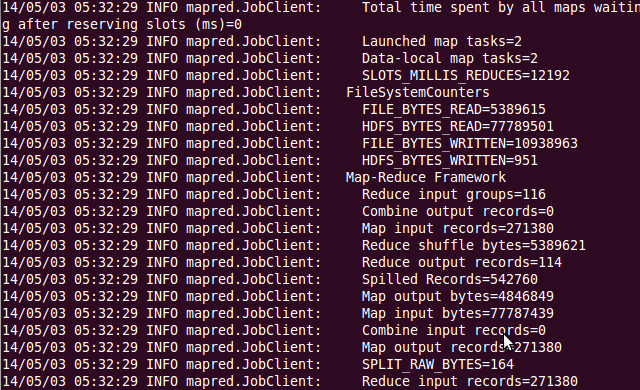 14/05/03 05:32:29 INFO mapred.JobClient:     Total time spent by all maps waitin
g after reserving slots (ms)=0
14/05/03 05:32:29 INFO mapred.JobClient:     Launched map tasks=2
14/05/03 05:32:29 INFO mapred.JobClient:     Data-local map tasks=2
14/05/03 05:32:29 INFO mapred.JobClient:     SLOTS_MILLIS_REDUCES=12192
14/05/03 05:32:29 INFO mapred.JobClient:   FileSystemCounters
14/05/03 05:32:29 INFO mapred.JobClient:     FILE_BYTES_READ=5389615
14/05/03 05:32:29 INFO mapred.JobClient:     HDFS_BYTES_READ=77789501
14/05/03 05:32:29 INFO mapred.JobClient:     FILE_BYTES_WRITTEN=10938963
14/05/03 05:32:29 INFO mapred.JobClient:     HDFS_BYTES_WRITTEN=951
14/05/03 05:32:29 INFO mapred.JobClient:   Map-Reduce Framework
14/05/03 05:32:29 INFO mapred.JobClient:     Reduce input groups=116
14/05/03 05:32:29 INFO mapred.JobClient:     Combine output records=0
14/05/03 05:32:29 INFO mapred.JobClient:     Map input records=271380
14/05/03 05:32:29 INFO mapred.JobClient:     Reduce shuffle bytes=5389621
14/05/03 05:32:29 INFO mapred.JobClient:     Reduce output records=114
14/05/03 05:32:29 INFO mapred.JobClient:     Spilled Records=542760
14/05/03 05:32:29 INFO mapred.JobClient:     Map output bytes=4846849
14/05/03 05:32:29 INFO mapred.JobClient:     Map input bytes=77787439
14/05/03 05:32:29 INFO mapred.JobClient:     Combine input records=0
14/05/03 05:32:29 INFO mapred.JobClient:     Map output records=271380
14/05/03 05:32:29 INFO mapred.JobClient:     SPLIT_RAW_BYTES=164
14/05/03 05:32:29 INFO mapred.JobClient:     Reduce input records=271380